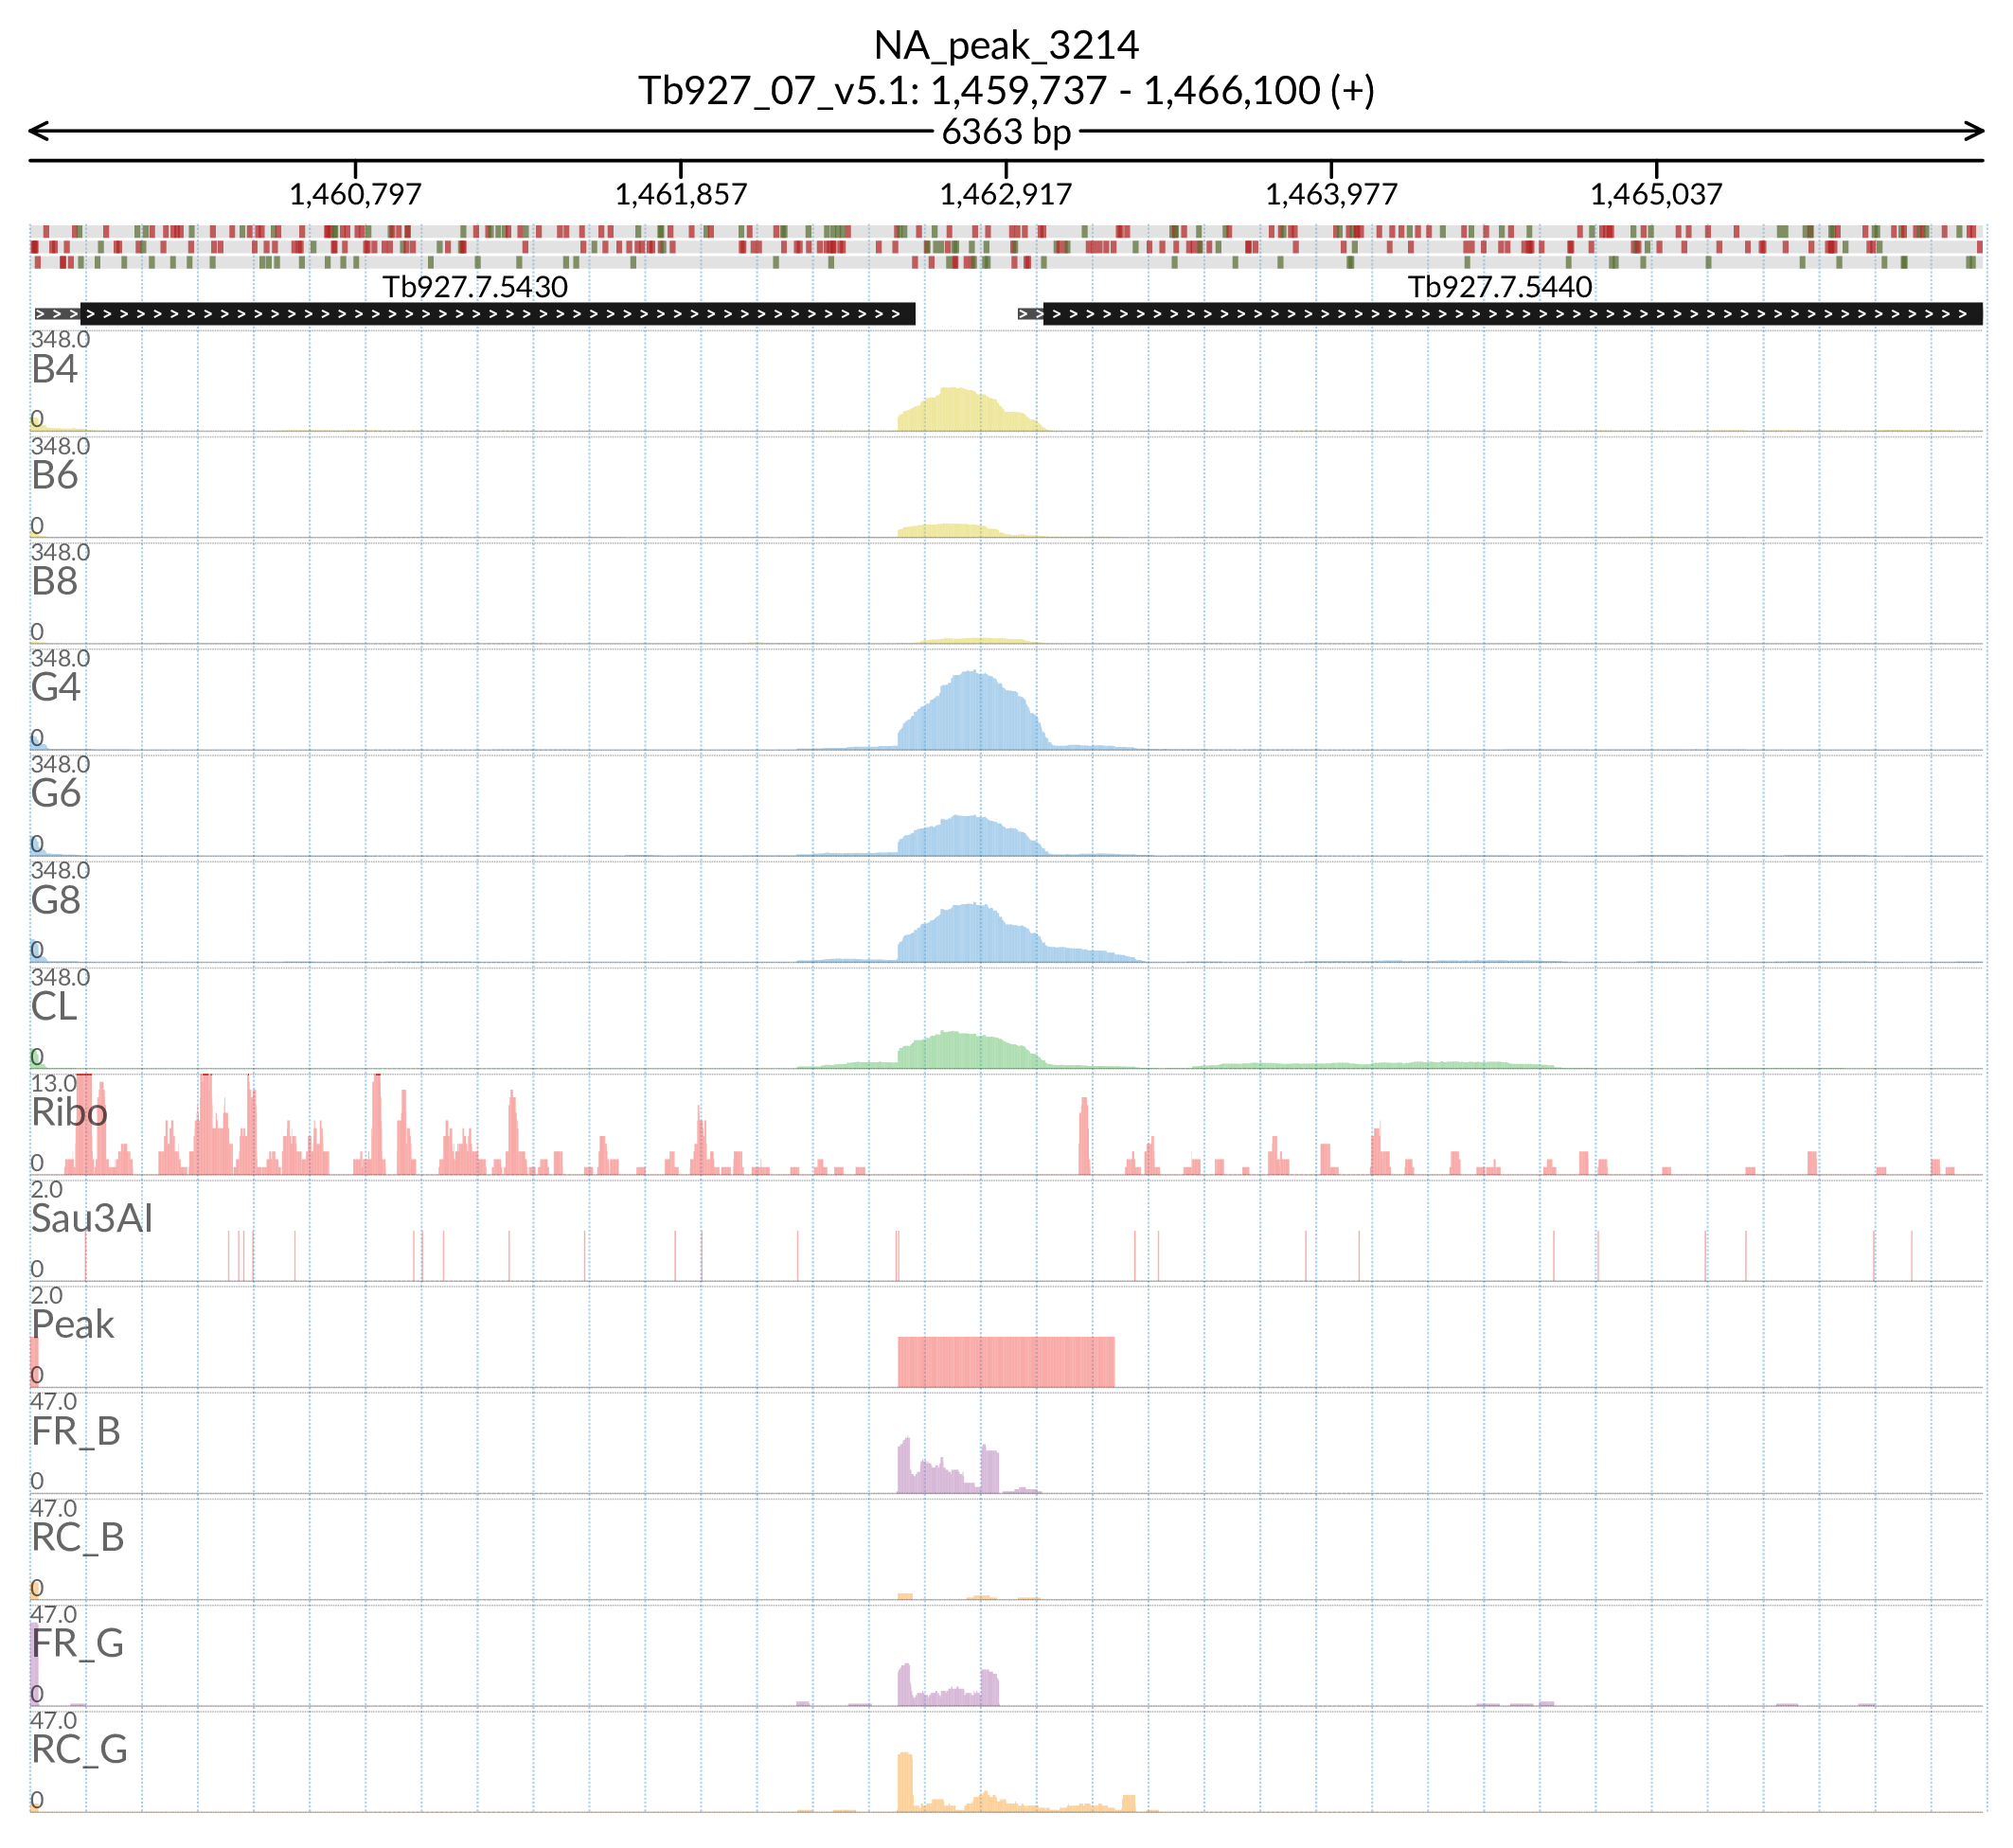 NA_peak_3214
Tb927_07_v5.1: 1,459,737 - 1,466,100 (+)
6363 bp
1,460,797 1,461,857 1,462,917 1,463,977 1,465,037
Tb927.7.5430 Tb927.7.5440
348.0
B4
0
348.0
B6
0
348.0
B8
0
348.0
G4
0
348.0
G6
0
348.0
G8
0
348.0
CL
0
13.0
Ribo
0
2.0
Sau3AI
0
2.0
Peak
0
47.0
FR_B
0
47.0
RC_B
0
47.0
FR_G
0
47.0
RC_G
0